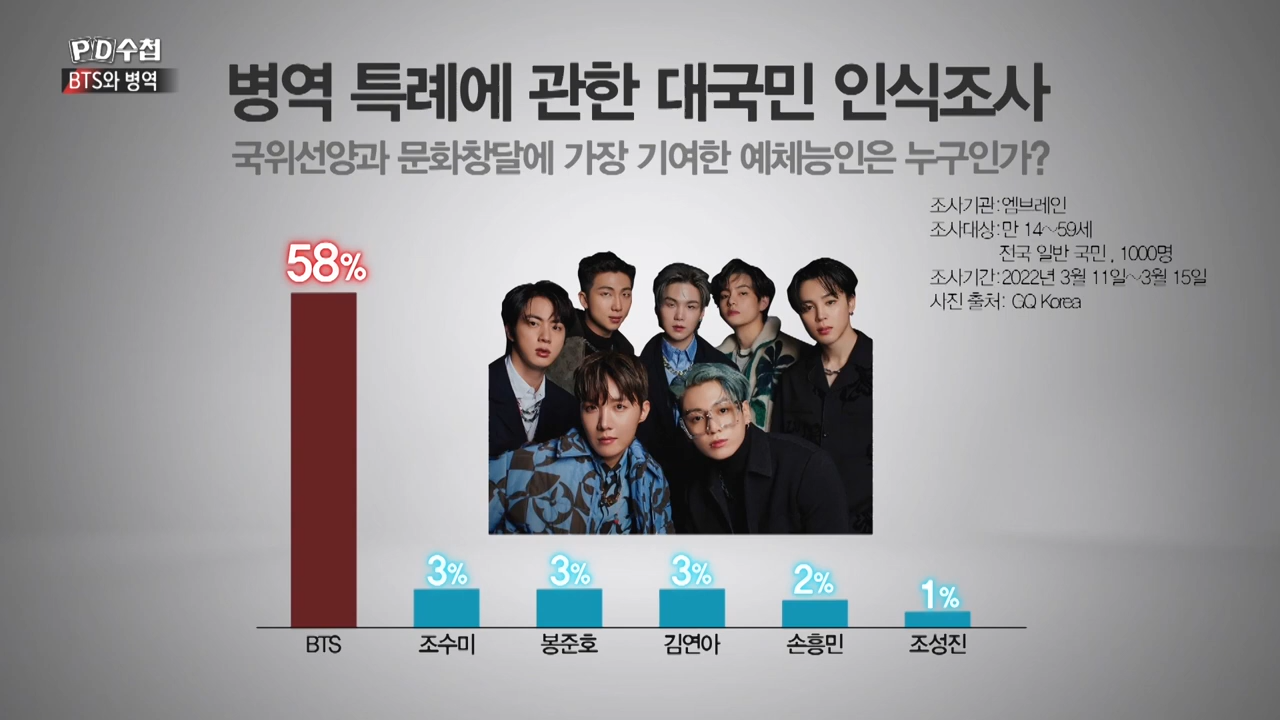 PD수첩
BTS와 병역
병역 특례에 관한 대국민 인식조사
국위선양과 문화창달에 가장 기여한 예체능인은 누구인가?
조사기관:엠브레인
조사대상:만 14~59세
전국 일반 국민, 1000명
조사기간:2022년 3월 11일~3월 15일
사진 출처: GQ Korea
58%
3%
3%
3%
2%
1%
BTS
조수미
봉준호
김연아
손흥민
조성진